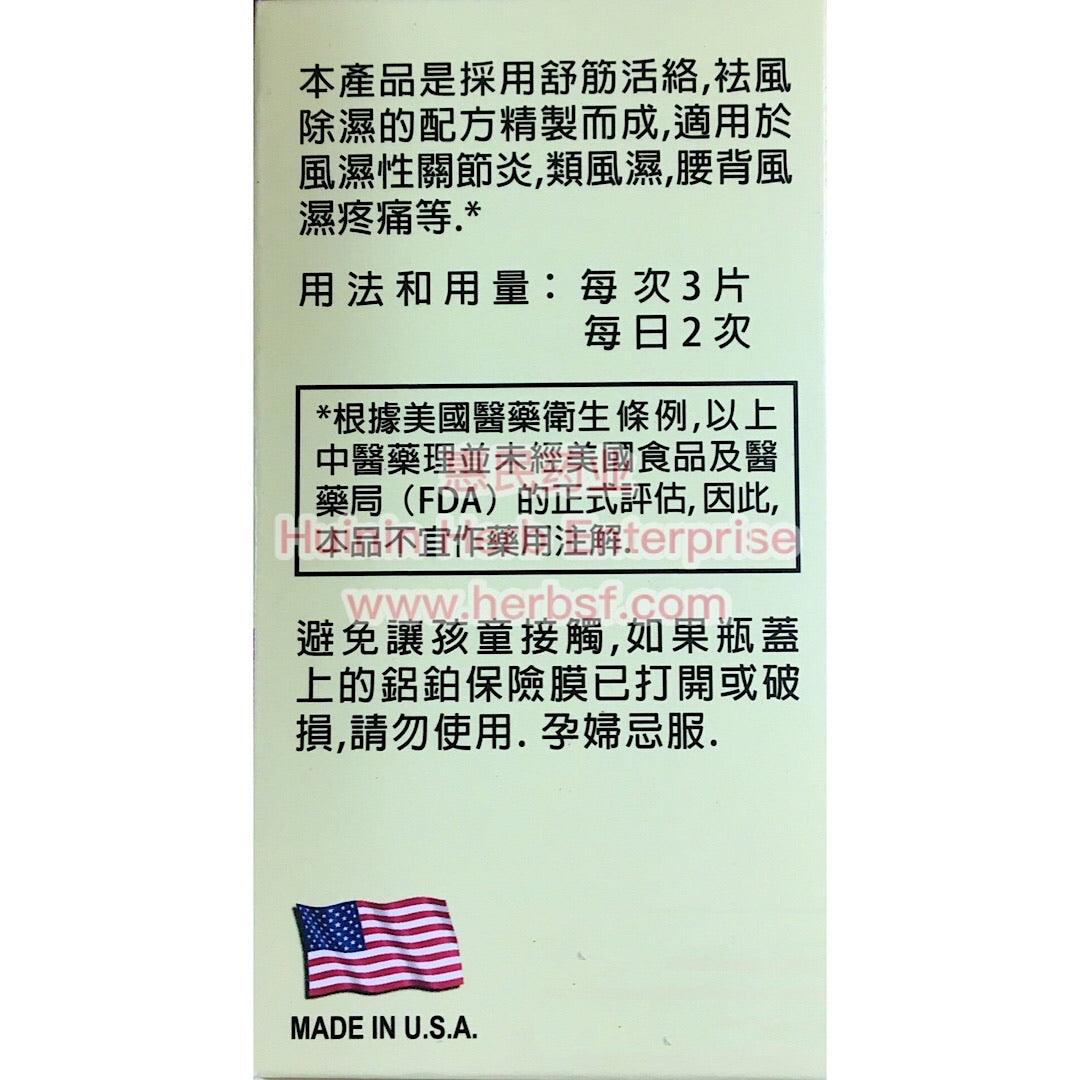 本產品是採用舒筋活絡,祛風
除濕的配方精製而成,適用於
風濕性關節炎,類風濕,腰背風
濕疼痛等.*
用法和用量：每次3片
每日2次
*根據美國醫藥衛生條例,以上
中醫藥理並未經美國食品及醫
藥局（FDA）的正式評估,因此,
本品不宜作藥用注解.
惠民药业
Huimin Herb Enterprise
www.herbsf.com
避免讓孩童接觸,如果瓶蓋
上的鋁鉑保險膜已打開或破
損,請勿使用. 孕婦忌服.
MADE IN U.S.A.